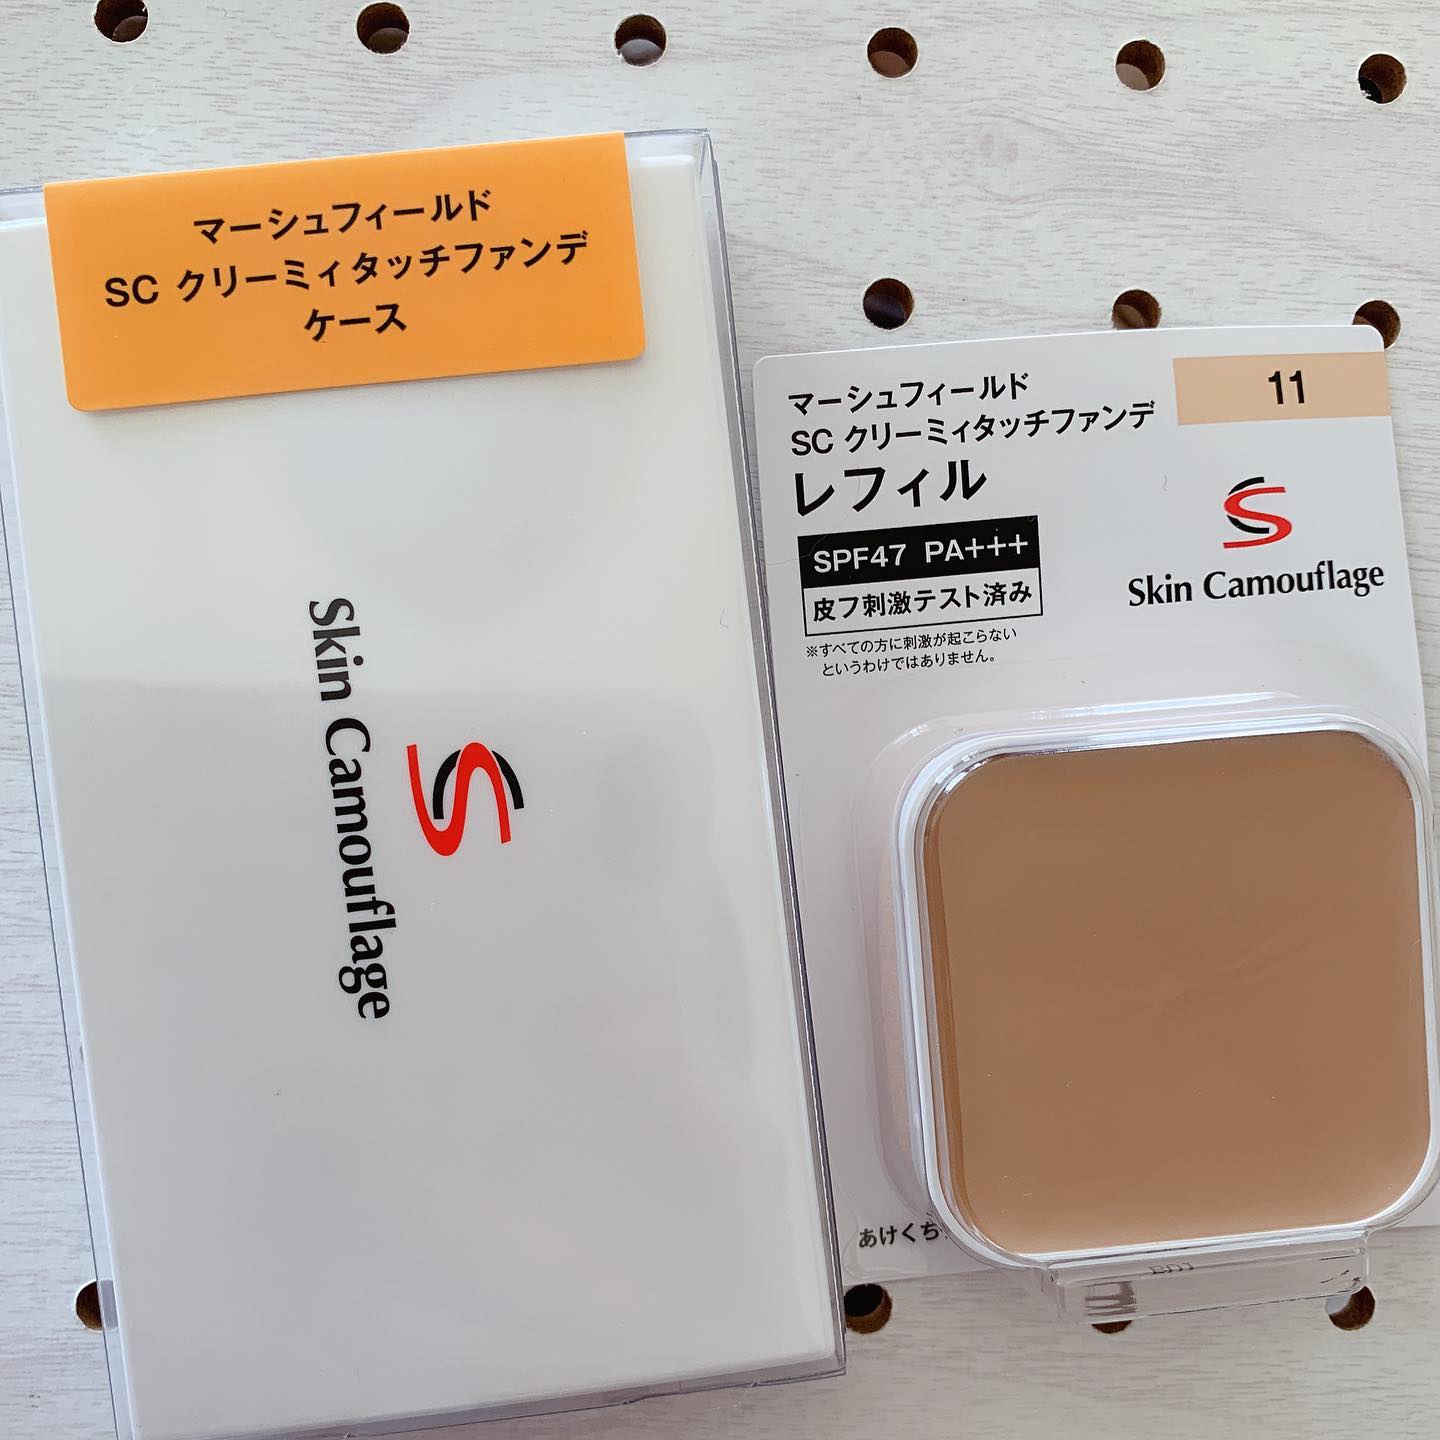 マーシュフィールド
SC クリーミィタッチファンデ
ケース
Skin Camouflage
マーシュフィールド
SC クリーミィタッチファンデ
レフィル
11
SPF47 PA+++
皮フ刺激テスト済み
※すべての方に刺激が起こらない
というわけではありません。
Skin Camouflage
あけくち